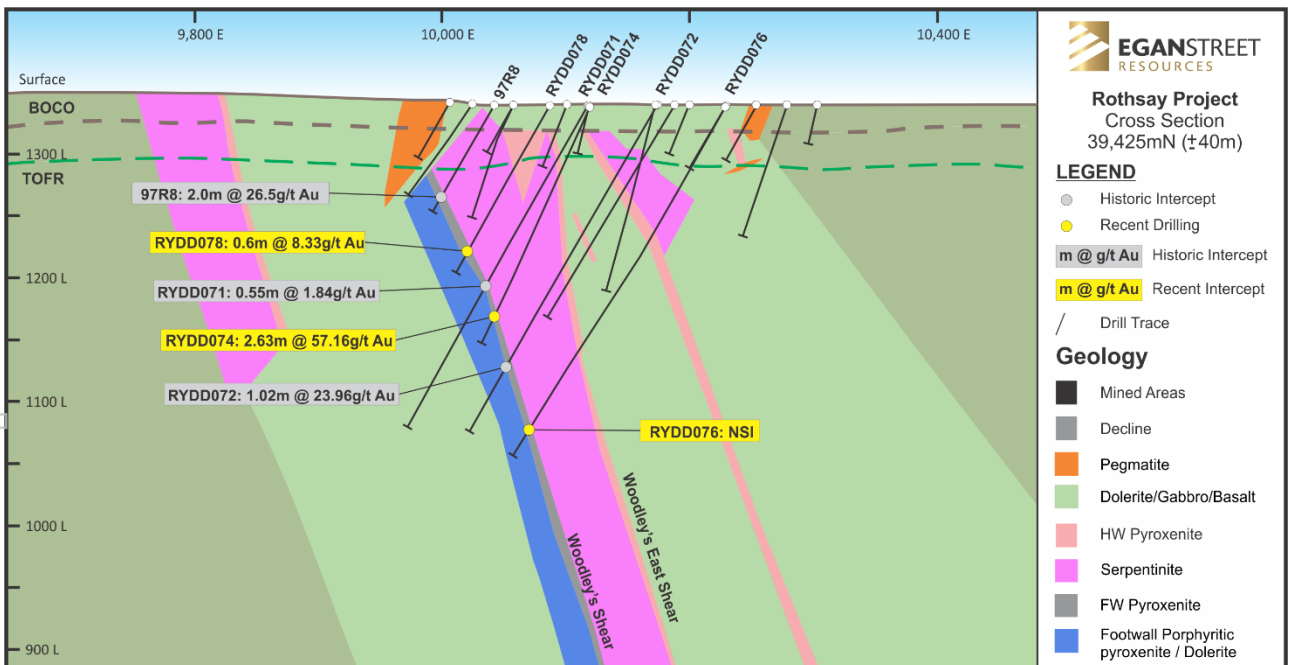 9,800 E
10,000 E
10,400 E
Surface
BOCO
TOFR
1300 L
1200 L
1100 L
1000 L
900 L
97R8
RYDD078
RYDD071
RYDD074
RYDD072
RYDD076
97R8: 2.0m @ 26.5g/t Au
RYDD078: 0.6m @ 8.33g/t Au
RYDD071: 0.55m @ 1.84g/t Au
RYDD074: 2.63m @ 57.16g/t Au
RYDD072: 1.02m @ 23.96g/t Au
RYDD076: NSI
Woodley's Shear
Woodley's East Shear
EGANSTREET
RESOURCES
Rothsay Project
Cross Section
39,425mN (±40m)
LEGEND
Historic Intercept
Recent Drilling
m @ g/t Au Historic Intercept
m @ g/t Au Recent Intercept
Drill Trace
Geology
Mined Areas
Decline
Pegmatite
Dolerite/Gabbro/Basalt
HW Pyroxenite
Serpentinite
FW Pyroxenite
Footwall Porphyritic
pyroxenite / Dolerite